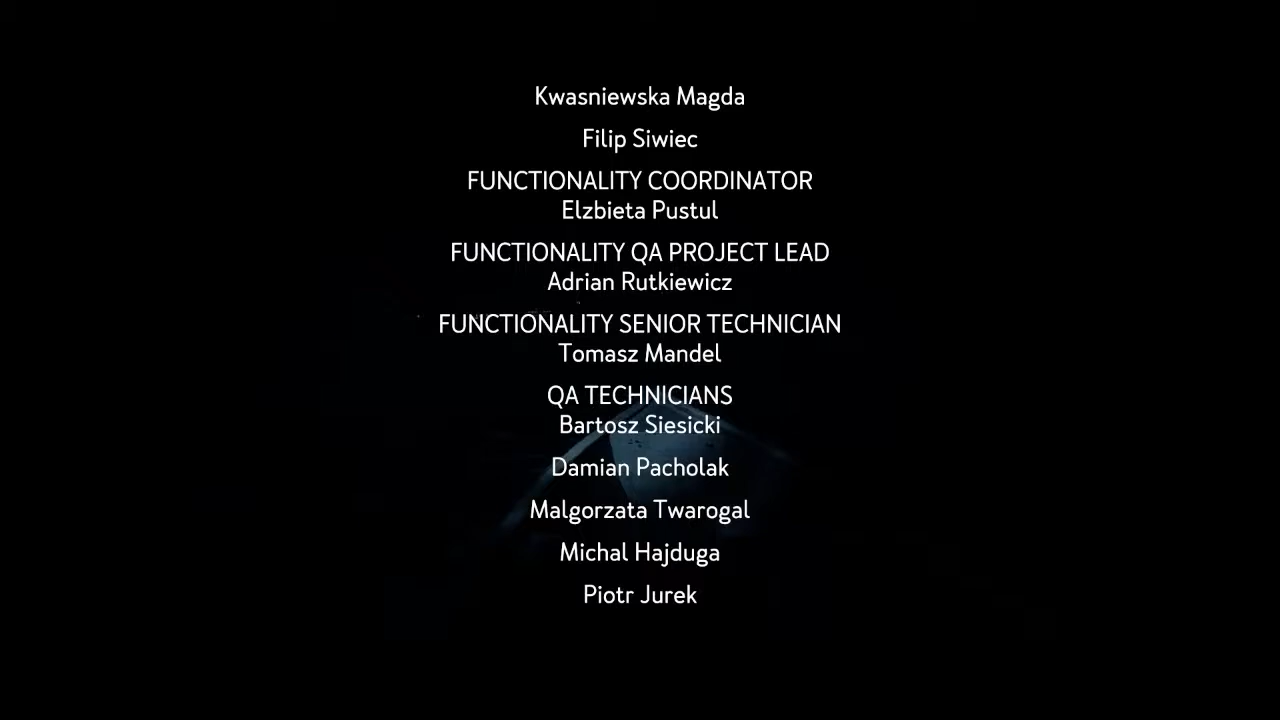 Kwasniewska Magda
Filip Siwiec
FUNCTIONALITY COORDINATOR
Elzbieta Pustul
FUNCTIONALITY QA PROJECT LEAD
Adrian Rutkiewicz
FUNCTIONALITY SENIOR TECHNICIAN
Tomasz Mandel
QA TECHNICIANS
Bartosz Siesicki
Damian Pacholak
Malgorzata Twarogal
Michal Hajduga
Piotr Jurek